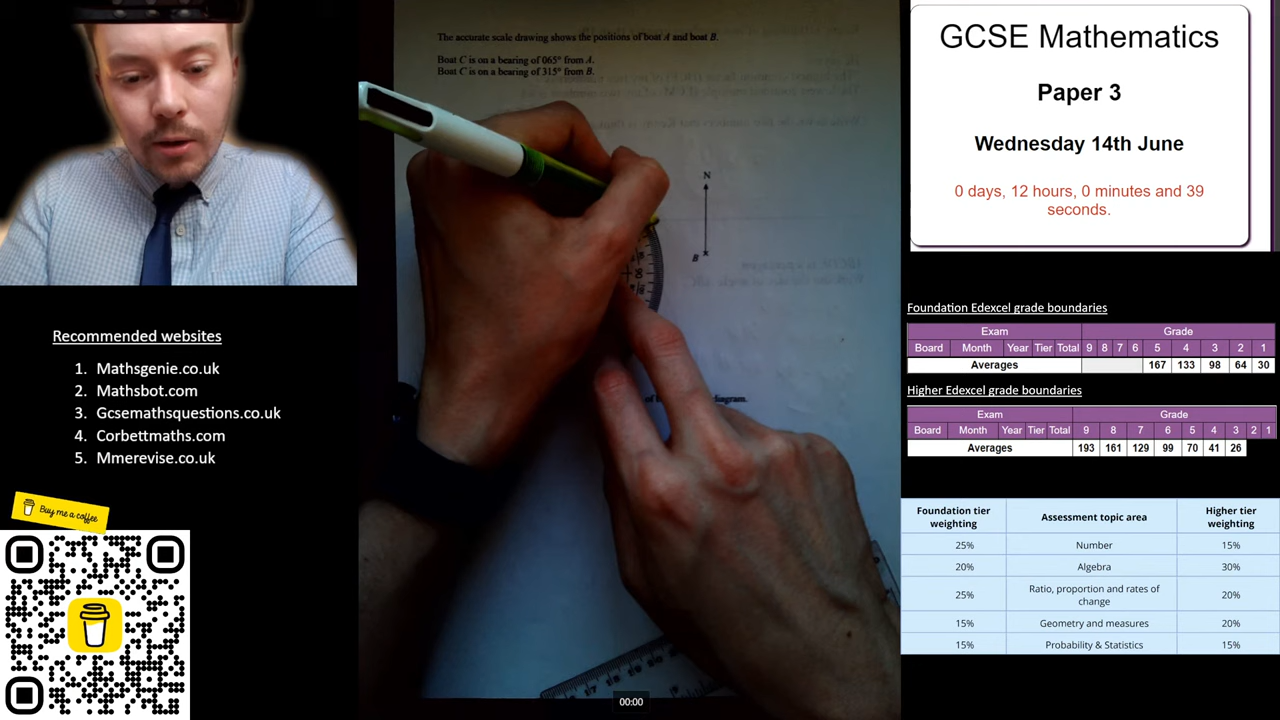 The accurate scale drawing shows the positions of boat A and boat B.
Boat C is on a bearing of 065° from A.
Boat C is on a bearing of 315° from B.
N
B
diagram.
00:00
Recommended websites
1. Mathsgenie.co.uk
2. Mathsbot.com
3. Gcsemathsquestions.co.uk
4. Corbettmaths.com
5. Mmerevise.co.uk
Buy me a coffee
GCSE Mathematics
Paper 3
Wednesday 14th June
0 days, 12 hours, 0 minutes and 39
seconds.
Foundation Edexcel grade boundaries
Exam Grade
Board Month Year Tier Total 9 8 7 6 5 4 3 2 1
Averages 167 133 98 64 30
Higher Edexcel grade boundaries
Exam Grade
Board Month Year Tier Total 9 8 7 6 5 4 3 2 1
Averages 193 161 129 99 70 41 26
Foundation tier weighting Assessment topic area Higher tier weighting
25% Number 15%
20% Algebra 30%
25% Ratio, proportion and rates of change 20%
15% Geometry and measures 20%
15% Probability & Statistics 15%